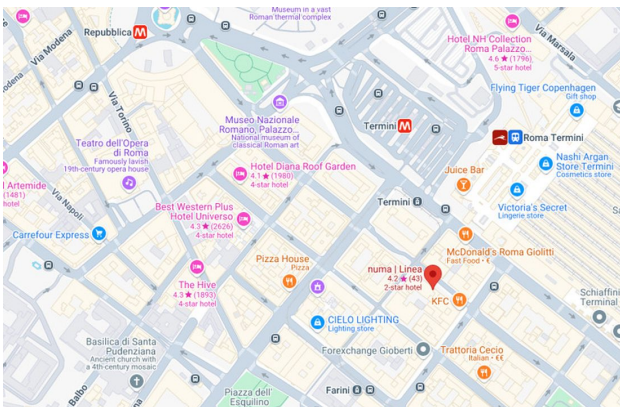 Museum in a vast
Roman thermal complex
Repubblica M
Via Modena
Via Torino
Hotel NH Collection
Roma Palazzo...
4.6 ★ (1796)
5-star hotel
Via Marsala
Flying Tiger Copenhagen
Gift shop
Museo Nazionale
Romano, Palazzo...
National museum of
classical Roman art
Termini M
Roma Termini
Teatro dell'Opera
di Roma
Famously lavish
19th-century opera house
Hotel Diana Roof Garden
4.1 ★ (1980)
4-star hotel
Juice Bar
Nashi Argan
Store Termini
Cosmetics store
l Artemide
(1481)
hotel
Via Napoli
Best Western Plus
Hotel Universo
4.3 ★ (2626)
4-star hotel
Termini
Victoria's Secret
Lingerie store
Carrefour Express
McDonald's Roma Giolitti
Fast Food • €
Pizza House
Pizza
numa | Linea
4.2 ★ (43)
2-star hotel
The Hive
4.3 ★ (1893)
4-star hotel
KFC
Schiaffini
Terminal
CIELO LIGHTING
Lighting store
Basilica di Santa
Pudenziana
Ancient church with
a 4th-century mosaic
Forexchange Gioberti
Trattoria Cecio
Italian • €€
Balbo
Piazza dell'
Esquilino
Farini